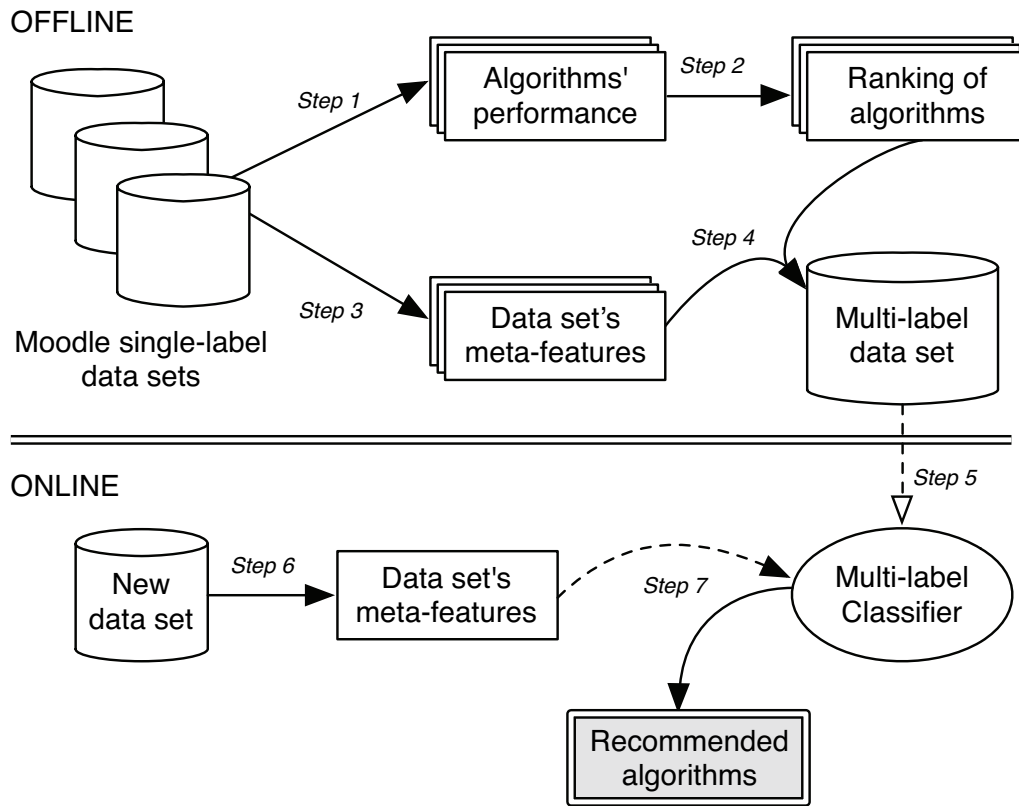 OFFLINE
Step 1
Algorithms'
performance
Step 2
Ranking of
algorithms
Moodle single-label
data sets
Step 3
Data set's
meta-features
Step 4
Multi-label
data set
ONLINE
Step 5
New
data set
Step 6
Data set's
meta-features
Step 7
Multi-label
Classifier
Recommended
algorithms